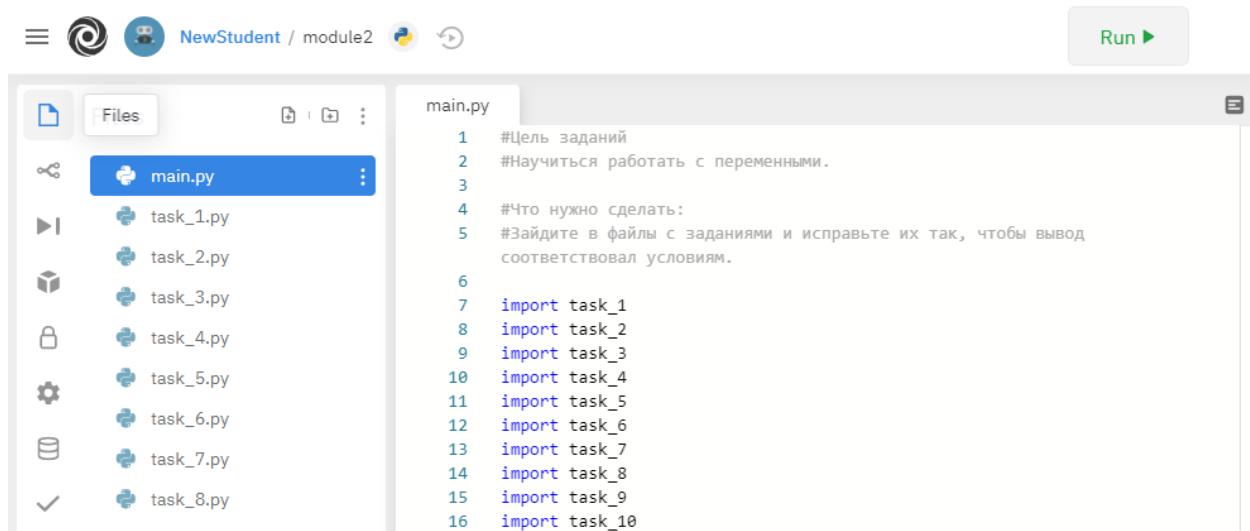 NewStudent / module2
Run
Files
main.py
task_1.py
task_2.py
task_3.py
task_4.py
task_5.py
task_6.py
task_7.py
task_8.py
main.py
1 #Цель заданий
2 #Научиться работать с переменными.
3
4 #Что нужно сделать:
5 #Зайдите в файлы с заданиями и исправьте их так, чтобы вывод
соответствовал условиям.
6
7 import task_1
8 import task_2
9 import task_3
10 import task_4
11 import task_5
12 import task_6
13 import task_7
14 import task_8
15 import task_9
16 import task_10